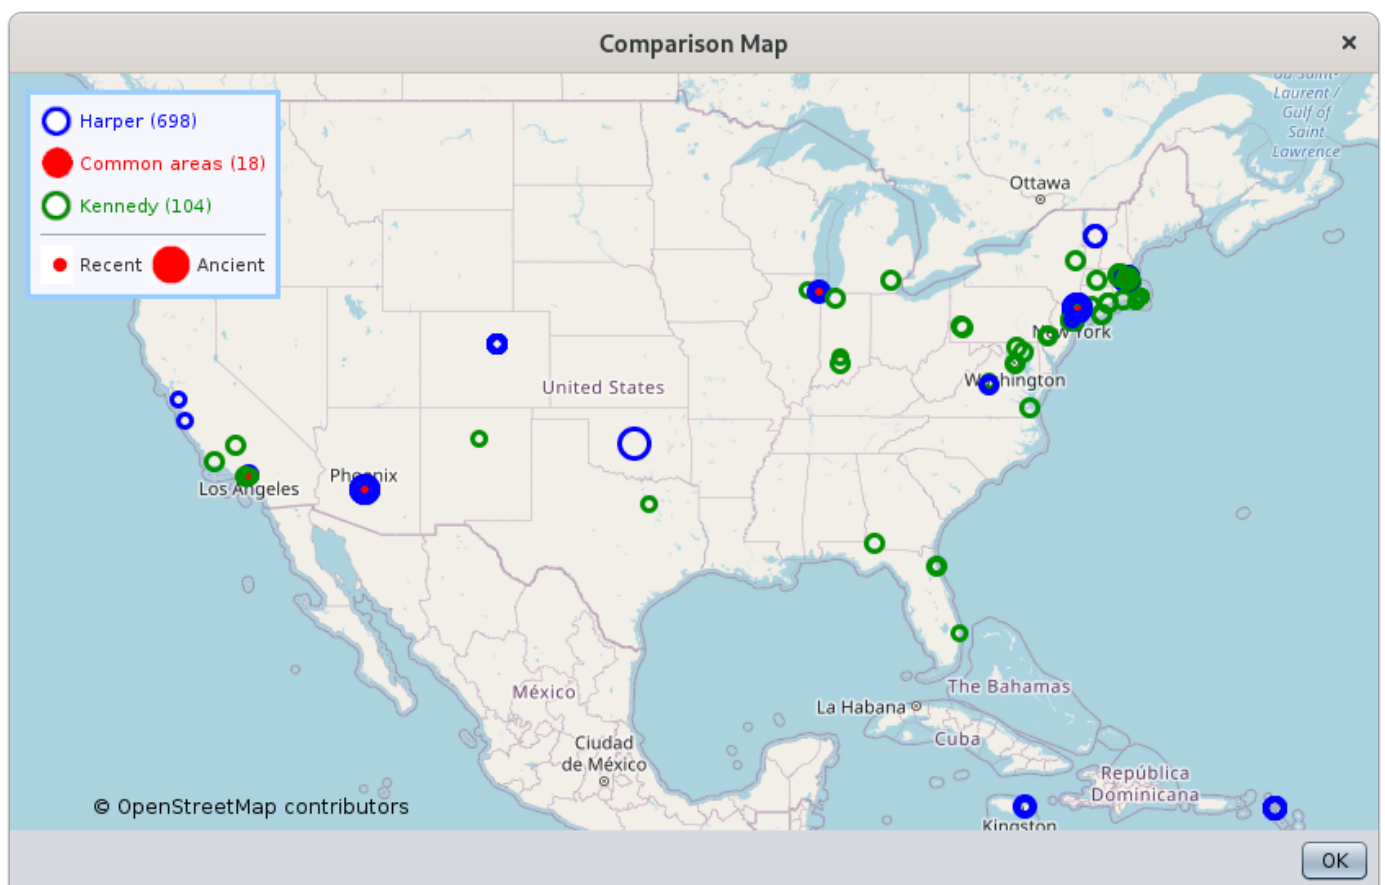 Comparison Map
×
Harper (698)
Common areas (18)
Kennedy (104)
Recent
Ancient
Laurent /
Gulf of
Saint
Lawrence
Ottawa
New York
Washington
United States
Phoenix
Los Angeles
México
The Bahamas
La Habana
Cuba
Ciudad
de México
República
Dominicana
Kingston
© OpenStreetMap contributors
OK